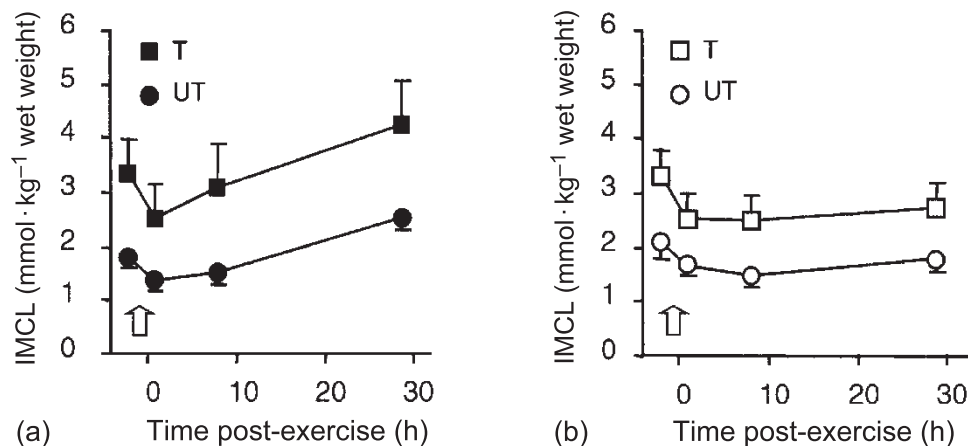 IMCL (mmol·kg⁻¹ wet weight)
6
5
4
3
2
1
0
T
UT
0 10 20 30
(a) Time post-exercise (h)
IMCL (mmol·kg⁻¹ wet weight)
6
5
4
3
2
1
0
T
UT
0 10 20 30
(b) Time post-exercise (h)